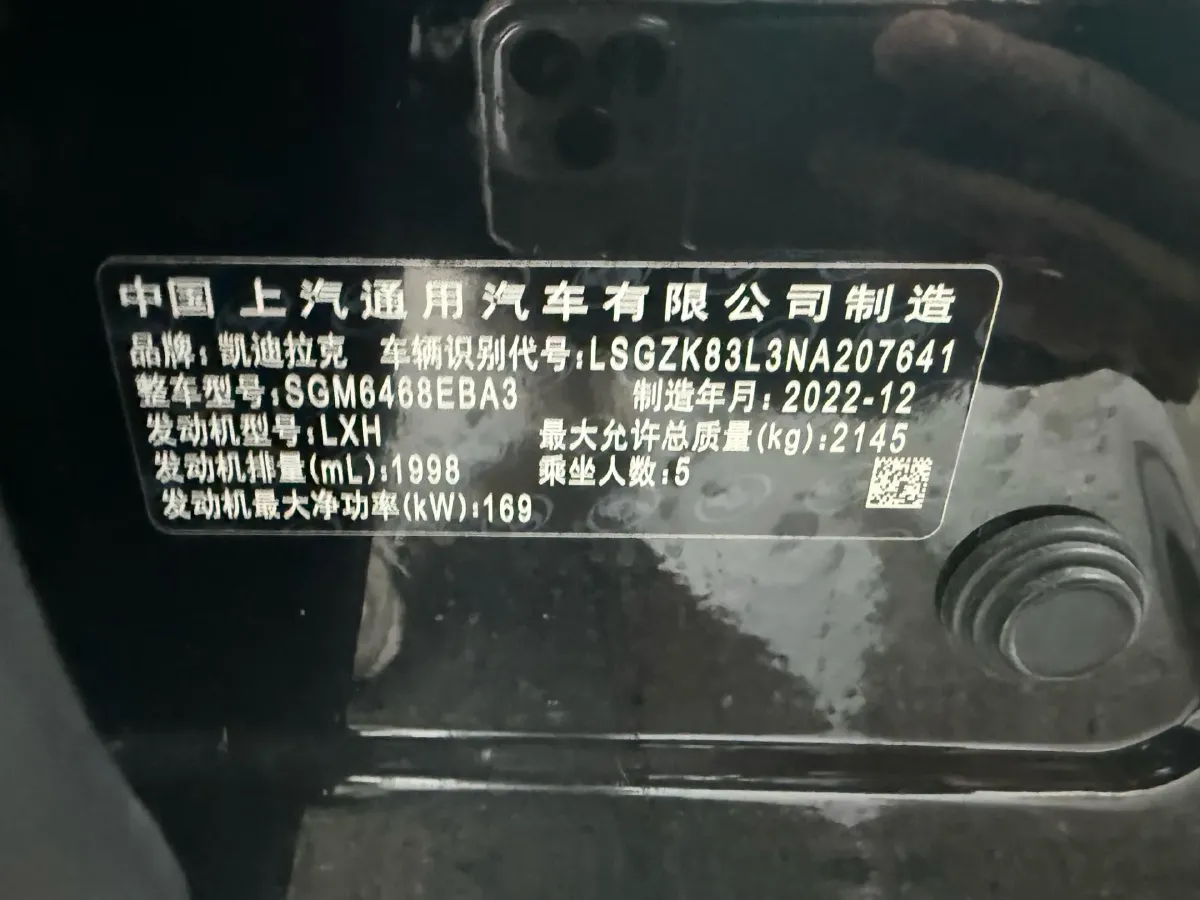 中国 上汽通用汽车有限公司制造
品牌:凯迪拉克 车辆识别代号:LSGZK83L3NA207641
整车型号:SGM6468EBA3 制造年月:2022-12
发动机型号:LXH 最大允许总质量(kg):2145
发动机排量(mL):1998 乘坐人数:5
发动机最大净功率(kW):169